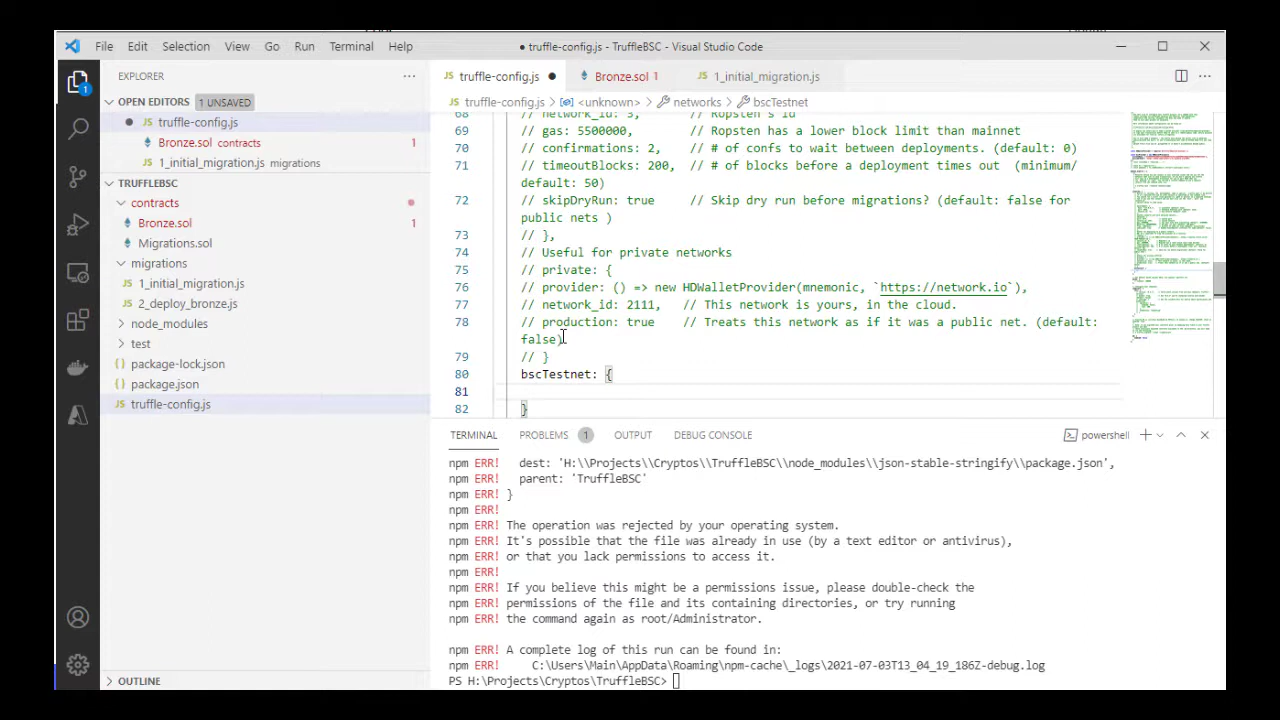 File Edit Selection View Go Run Terminal Help
● truffle-config.js - TruffleBSC - Visual Studio Code
EXPLORER
OPEN EDITORS 1 UNSAVED
truffle-config.js
Bronze.sol contracts 1
1_initial_migration.js migrations
TRUFFLEBSC
contracts
Bronze.sol 1
Migrations.sol
migrations
1_initial_migration.js
2_deploy_bronze.js
node_modules
test
package-lock.json
package.json
truffle-config.js
OUTLINE
1
truffle-config.js ● Bronze.sol 1 1_initial_migration.js
truffle-config.js > <unknown> > networks > bscTestnet
68 // network_id: 3, // Ropsten's id
69 // gas: 5500000, // Ropsten has a lower block limit than mainnet
70 // confirmations: 2, // # of confs to wait between deployments. (default: 0)
71 // timeoutBlocks: 200, // # of blocks before a deployment times out (minimum/
default: 50)
72 // skipDryRun: true // Skip dry run before migrations? (default: false for
public nets )
73 // },
74 // Useful for private networks
75 // private: {
76 // provider: () => new HDWalletProvider(mnemonic, `https://network.io`),
77 // network_id: 2111, // This network is yours, in the cloud.
78 // production: true // Treats this network as if it was a public net. (default:
false)
79 // }
80 bscTestnet: {
81
82 }
TERMINAL PROBLEMS 1 OUTPUT DEBUG CONSOLE
powershell
npm ERR! dest: 'H:\\Projects\\Cryptos\\TruffleBSC\\node_modules\\json-stable-stringify\\package.json',
npm ERR! parent: 'TruffleBSC'
npm ERR! }
npm ERR!
npm ERR! The operation was rejected by your operating system.
npm ERR! It's possible that the file was already in use (by a text editor or antivirus),
npm ERR! or that you lack permissions to access it.
npm ERR!
npm ERR! If you believe this might be a permissions issue, please double-check the
npm ERR! permissions of the file and its containing directories, or try running
npm ERR! the command again as root/Administrator.
npm ERR! A complete log of this run can be found in:
npm ERR! C:\Users\Main\AppData\Roaming\npm-cache\_logs\2021-07-03T13_04_19_186Z-debug.log
PS H:\Projects\Cryptos\TruffleBSC>